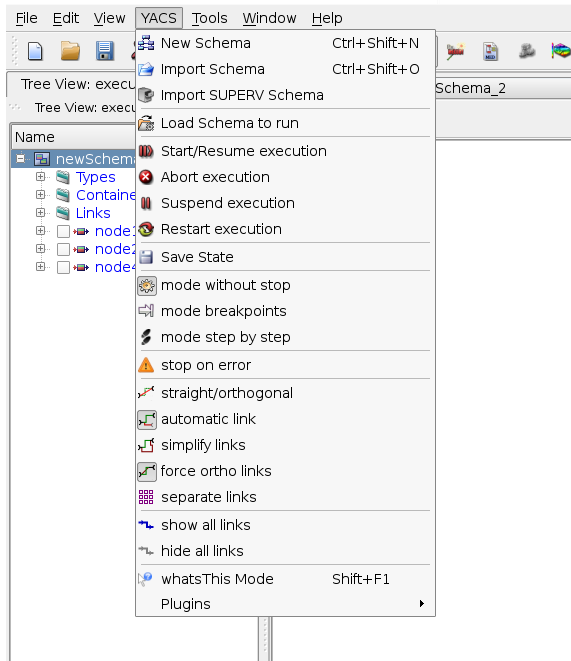 File Edit View YACS Tools Window Help
New Schema Ctrl+Shift+N
Import Schema Ctrl+Shift+O
Import SUPERV Schema
Load Schema to run
Start/Resume execution
Abort execution
Suspend execution
Restart execution
Save State
mode without stop
mode breakpoints
mode step by step
stop on error
straight/orthogonal
automatic link
simplify links
force ortho links
separate links
show all links
hide all links
whatsThis Mode Shift+F1
Plugins
Tree View: execu
Schema_2
Tree View: execu
Name
newSchema
Types
Containe
Links
node1
node2
node4